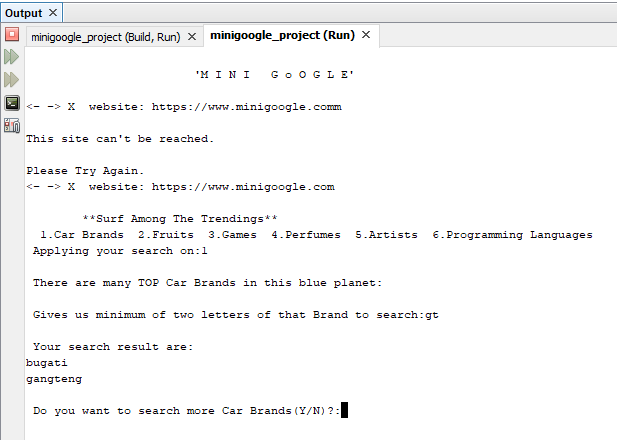 Output
minigoogle_project (Build, Run)
minigoogle_project (Run)
'M I N I   G o O G L E'
<- -> X  website: https://www.minigoogle.comm
This site can't be reached.
Please Try Again.
<- -> X  website: https://www.minigoogle.com
**Surf Among The Trendings**
1.Car Brands  2.Fruits  3.Games  4.Perfumes  5.Artists  6.Programming Languages
Applying your search on:1
There are many TOP Car Brands in this blue planet:
Gives us minimum of two letters of that Brand to search:gt
Your search result are:
bugati
gangteng
Do you want to search more Car Brands(Y/N)?: